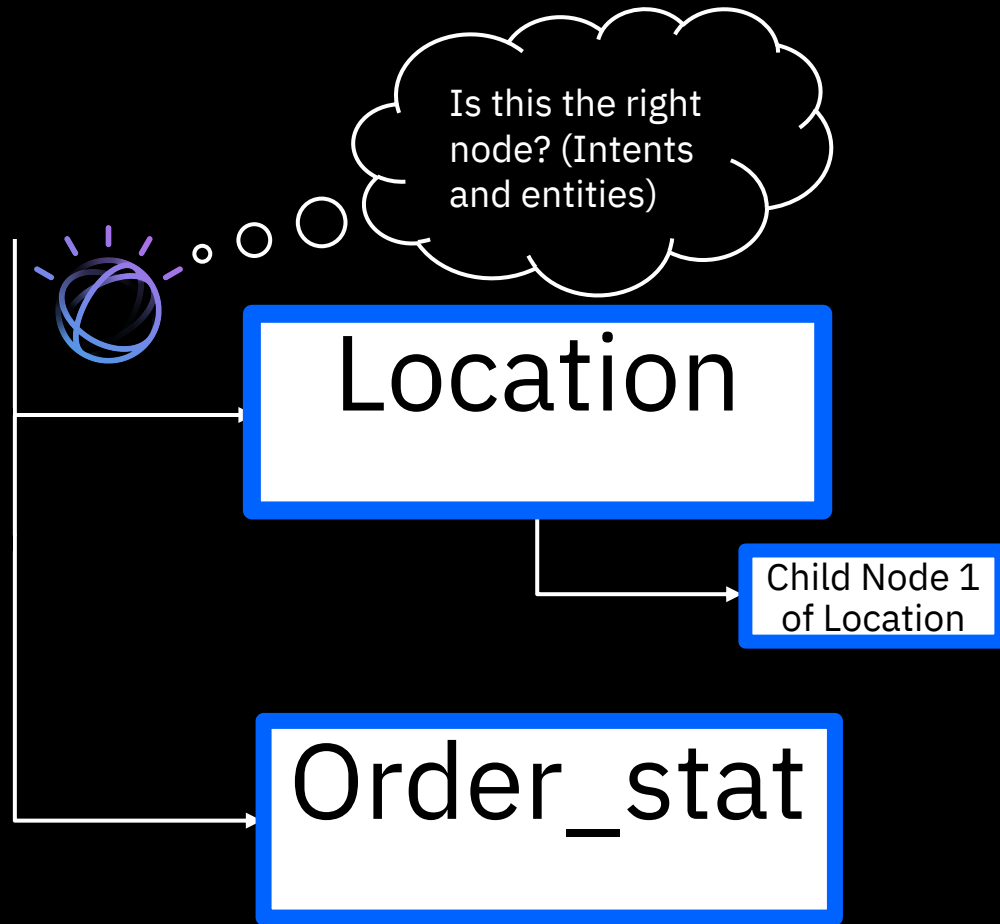 Is this the right
node? (Intents
and entities)
Location
Child Node 1
of Location
Order_stat